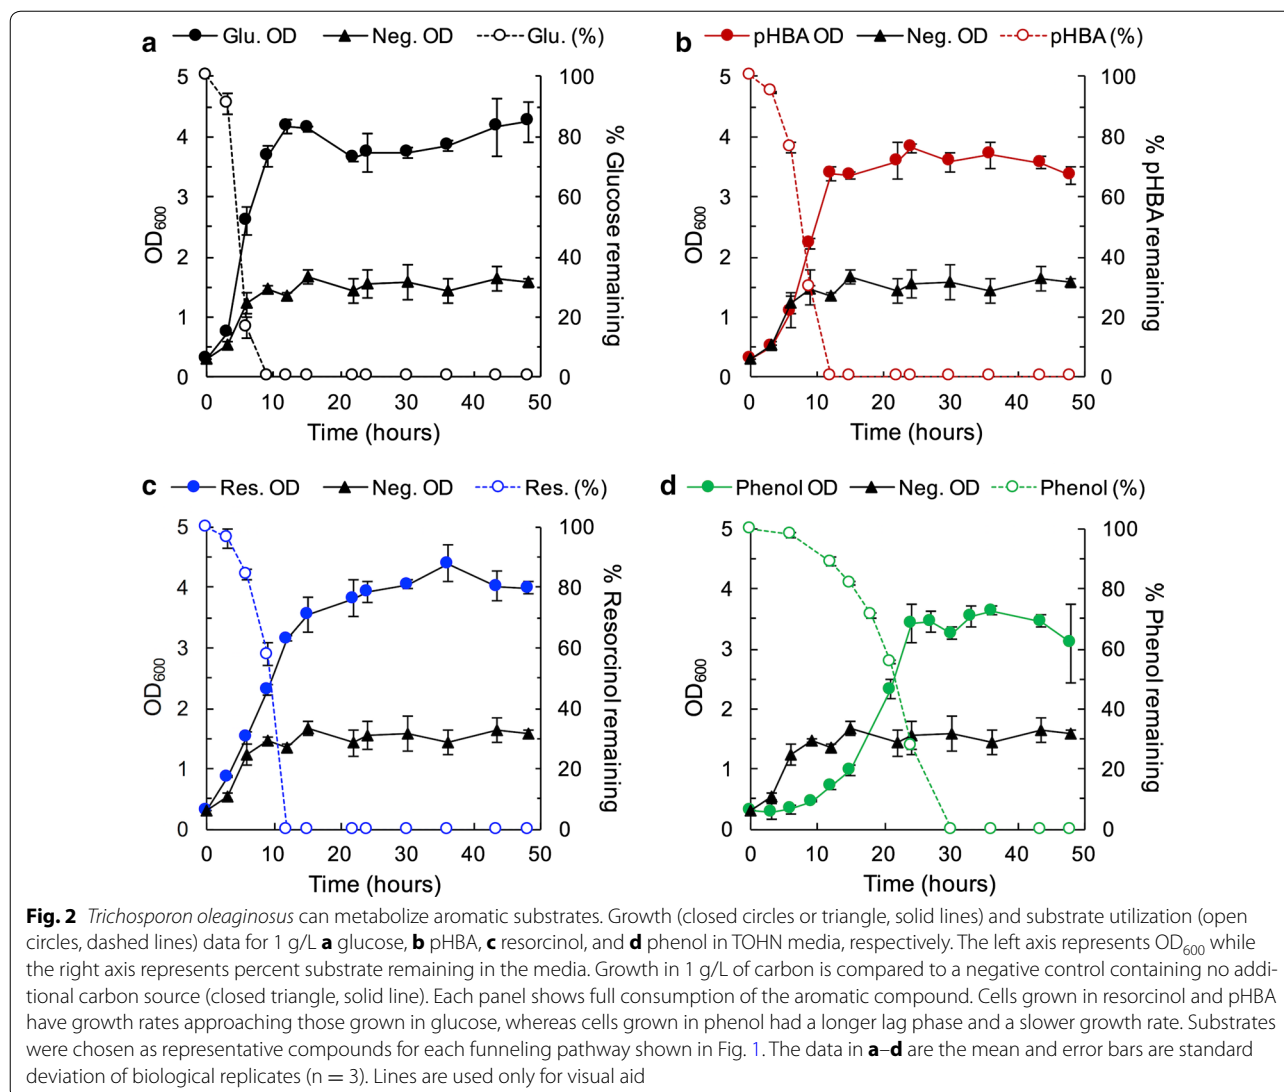 a Glu. OD Neg. OD Glu. (%)
5
4
3
2
1
0
OD600
100
80
60
40
20
0
% Glucose remaining
0 10 20 30 40 50
Time (hours)
b pHBA OD Neg. OD pHBA (%)
5
4
3
2
1
0
OD600
100
80
60
40
20
0
% pHBA remaining
0 10 20 30 40 50
Time (hours)
c Res. OD Neg. OD Res. (%)
5
4
3
2
1
0
OD600
100
80
60
40
20
0
% Resorcinol remaining
0 10 20 30 40 50
Time (hours)
d Phenol OD Neg. OD Phenol (%)
5
4
3
2
1
0
OD600
100
80
60
40
20
0
% Phenol remaining
0 10 20 30 40 50
Time (hours)
Fig. 2 Trichosporon oleaginosus can metabolize aromatic substrates. Growth (closed circles or triangle, solid lines) and substrate utilization (open
circles, dashed lines) data for 1 g/L a glucose, b pHBA, c resorcinol, and d phenol in TOHN media, respectively. The left axis represents OD600 while
the right axis represents percent substrate remaining in the media. Growth in 1 g/L of carbon is compared to a negative control containing no addi-
tional carbon source (closed triangle, solid line). Each panel shows full consumption of the aromatic compound. Cells grown in resorcinol and pHBA
have growth rates approaching those grown in glucose, whereas cells grown in phenol had a longer lag phase and a slower growth rate. Substrates
were chosen as representative compounds for each funneling pathway shown in Fig. 1. The data in a–d are the mean and error bars are standard
deviation of biological replicates (n = 3). Lines are used only for visual aid